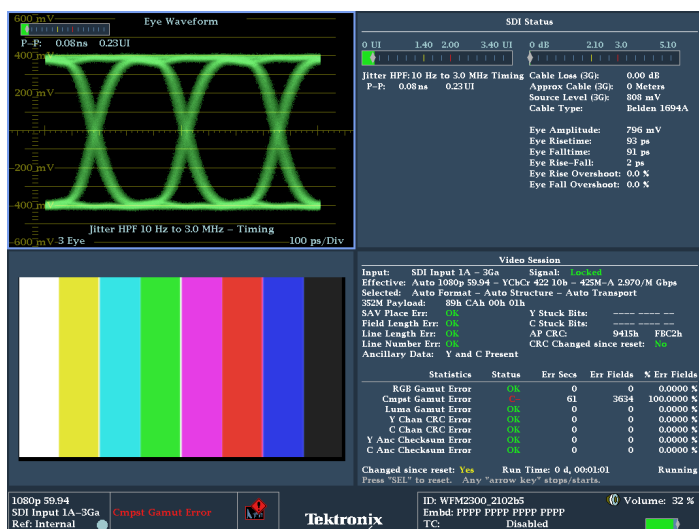 Eye Waveform
600 mV
P-P: 0.08 ns 0.23 UI
400 mV
200 mV
0 mV
-200 mV
-400 mV
-600 mV
Jitter HPF 10 Hz to 3.0 MHz - Timing
3 Eye
100 ps/Div
SDI Status
0 UI 1.40 2.00 3.40 UI
0 dB 2.10 3.0 5.10
Jitter HPF: 10 Hz to 3.0 MHz Timing
P-P: 0.08 ns 0.23 UI
Cable Loss (3G): 0.00 dB
Approx Cable (3G): 0 Meters
Source Level (3G): 808 mV
Cable Type: Belden 1694A
Eye Amplitude: 796 mV
Eye Risetime: 93 ps
Eye Falltime: 91 ps
Eye Rise-Fall: 2 ps
Eye Rise Overshoot: 0.0 %
Eye Fall Overshoot: 0.0 %
Video Session
Input: SDI Input 1A - 3Ga Signal: Locked
Effective: Auto 1080p 59.94 - YCbCr 422 10b - 425M-A 2.970/M Gbps
Selected: Auto Format - Auto Structure - Auto Transport
352M Payload: 89h CAh 00h 01h
SAV Place Err: OK Y Stuck Bits: ---- ---- --
Field Length Err: OK C Stuck Bits: ---- ---- --
Line Length Err: OK AP CRC: 9415h FBC2h
Line Number Err: OK CRC Changed since reset: No
Ancillary Data: Y and C Present
Statistics Status Err Secs Err Fields % Err Fields
RGB Gamut Error OK 0 0 0.0000 %
Cmpst Gamut Error C- 61 3634 100.0000 %
Luma Gamut Error OK 0 0 0.0000 %
Y Chan CRC Error OK 0 0 0.0000 %
C Chan CRC Error OK 0 0 0.0000 %
Y Anc Checksum Error OK 0 0 0.0000 %
C Anc Checksum Error OK 0 0 0.0000 %
Changed since reset: Yes Run Time: 0 d, 00:01:01 Running
Press "SEL" to reset. Any "arrow key" stops/starts.
1080p 59.94
SDI Input 1A-3Ga
Ref: Internal
Cmpst Gamut Error
Tektronix
ID: WFM2300_2102b5
Embd: PPPP PPPP PPPP PPPP
TC: Disabled
Volume: 32 %